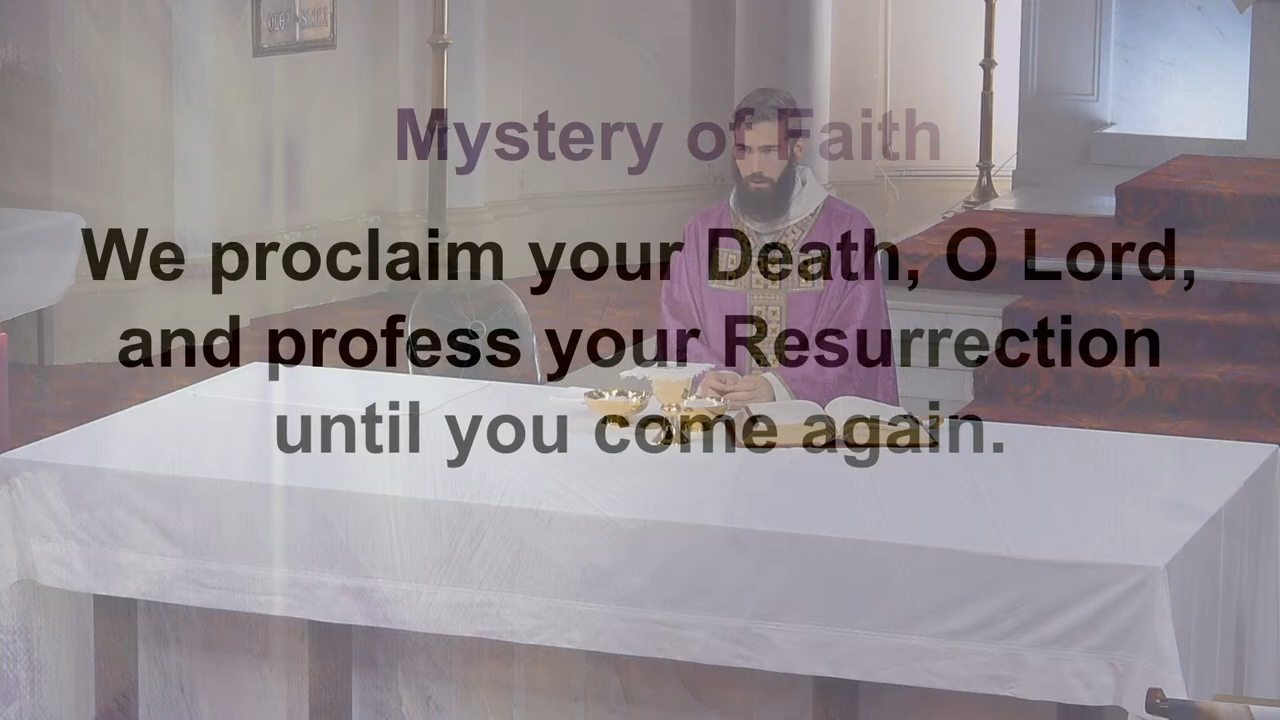 Mystery of Faith
We proclaim your Death, O Lord,
and profess your Resurrection
until you come again.